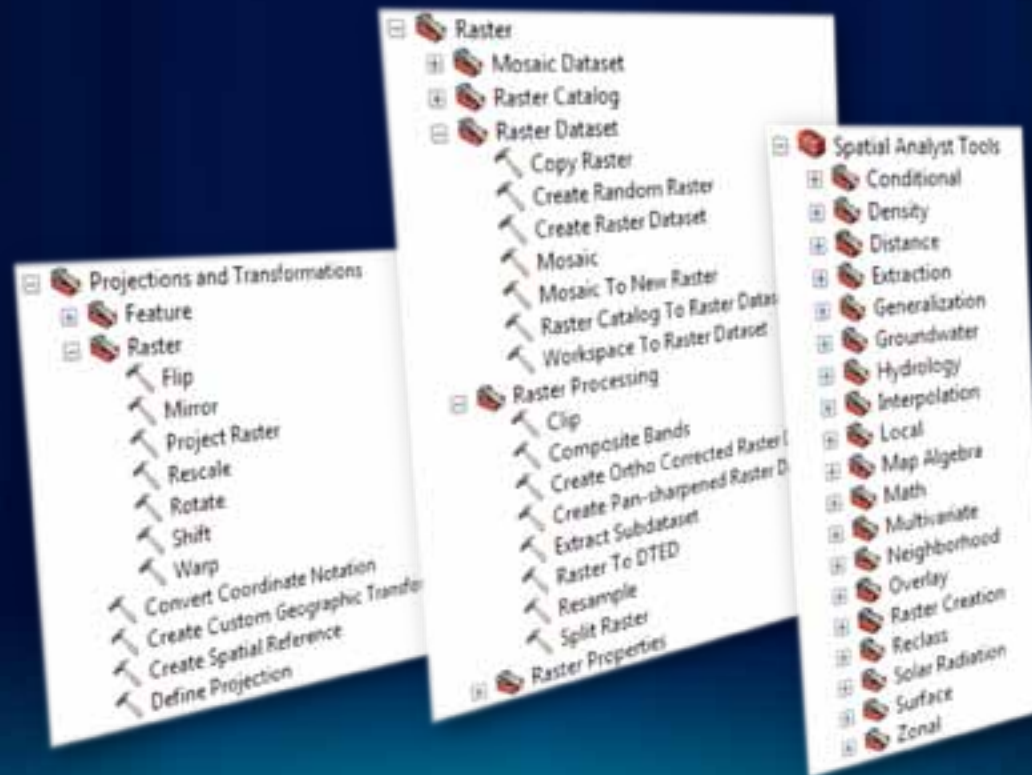 Projections and Transformations
Feature
Raster
Flip
Mirror
Project Raster
Rescale
Rotate
Shift
Warp
Convert Coordinate Notation
Create Custom Geographic Transfo
Create Spatial Reference
Define Projection
Raster
Mosaic Dataset
Raster Catalog
Raster Dataset
Copy Raster
Create Random Raster
Create Raster Dataset
Mosaic
Mosaic To New Raster
Raster Catalog To Raster Datas
Workspace To Raster Dataset
Raster Processing
Clip
Composite Bands
Create Ortho Corrected Raster
Create Pan-sharpened Raster D
Extract Subdataset
Raster To DTED
Resample
Split Raster
Raster Properties
Spatial Analyst Tools
Conditional
Density
Distance
Extraction
Generalization
Groundwater
Hydrology
Interpolation
Local
Map Algebra
Math
Multivariate
Neighborhood
Overlay
Raster Creation
Reclass
Solar Radiation
Surface
Zonal